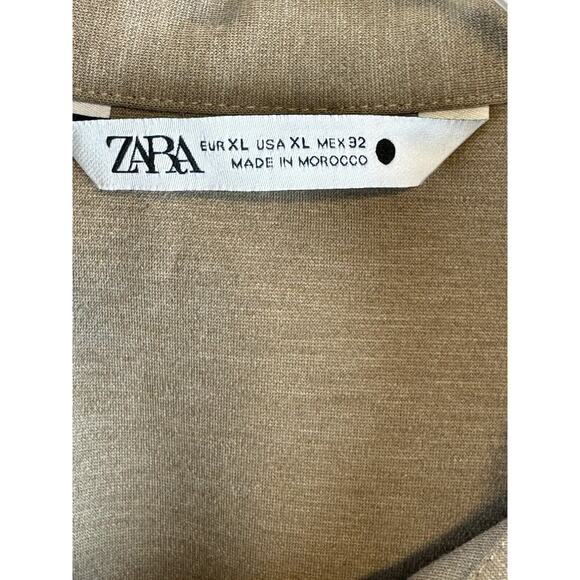 ZARA EUR XL USA XL MEX 32
MADE IN MOROCCO